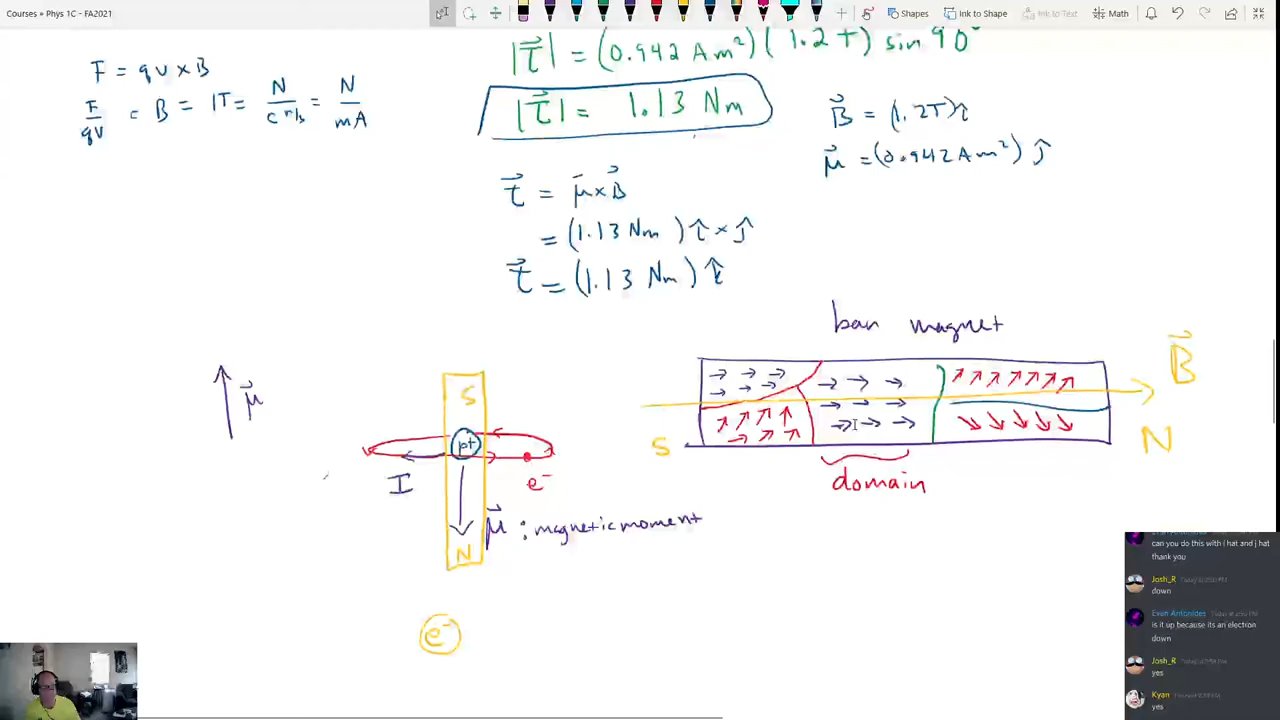 Courses » Phys 1C - FA2021
Shapes
Ink to Shape
Ink to Text
Math
|τ⃗| = (0.942 A m²)(1.2 T) sin 90°
F = qv × B
F/qv = B = 1T = N/(C m/s) = N/(mA)
|τ⃗| = 1.13 Nm
B⃗ = (1.2T) î
μ⃗ = (0.942 A m²) ĵ
τ⃗ = μ⃗ × B⃗
= (1.13 Nm) î × ĵ
τ⃗ = (1.13 Nm) k̂
bar magnet
B⃗
μ⃗
S
p+
I
e⁻
S
N
domain
μ⃗ : magnetic moment
N
e⁻
can you do this with i hat and j hat
thank you
Josh_R
down
Evan Antonides
is it up because its an electron
down
Josh_R
yes
Kyan
yes